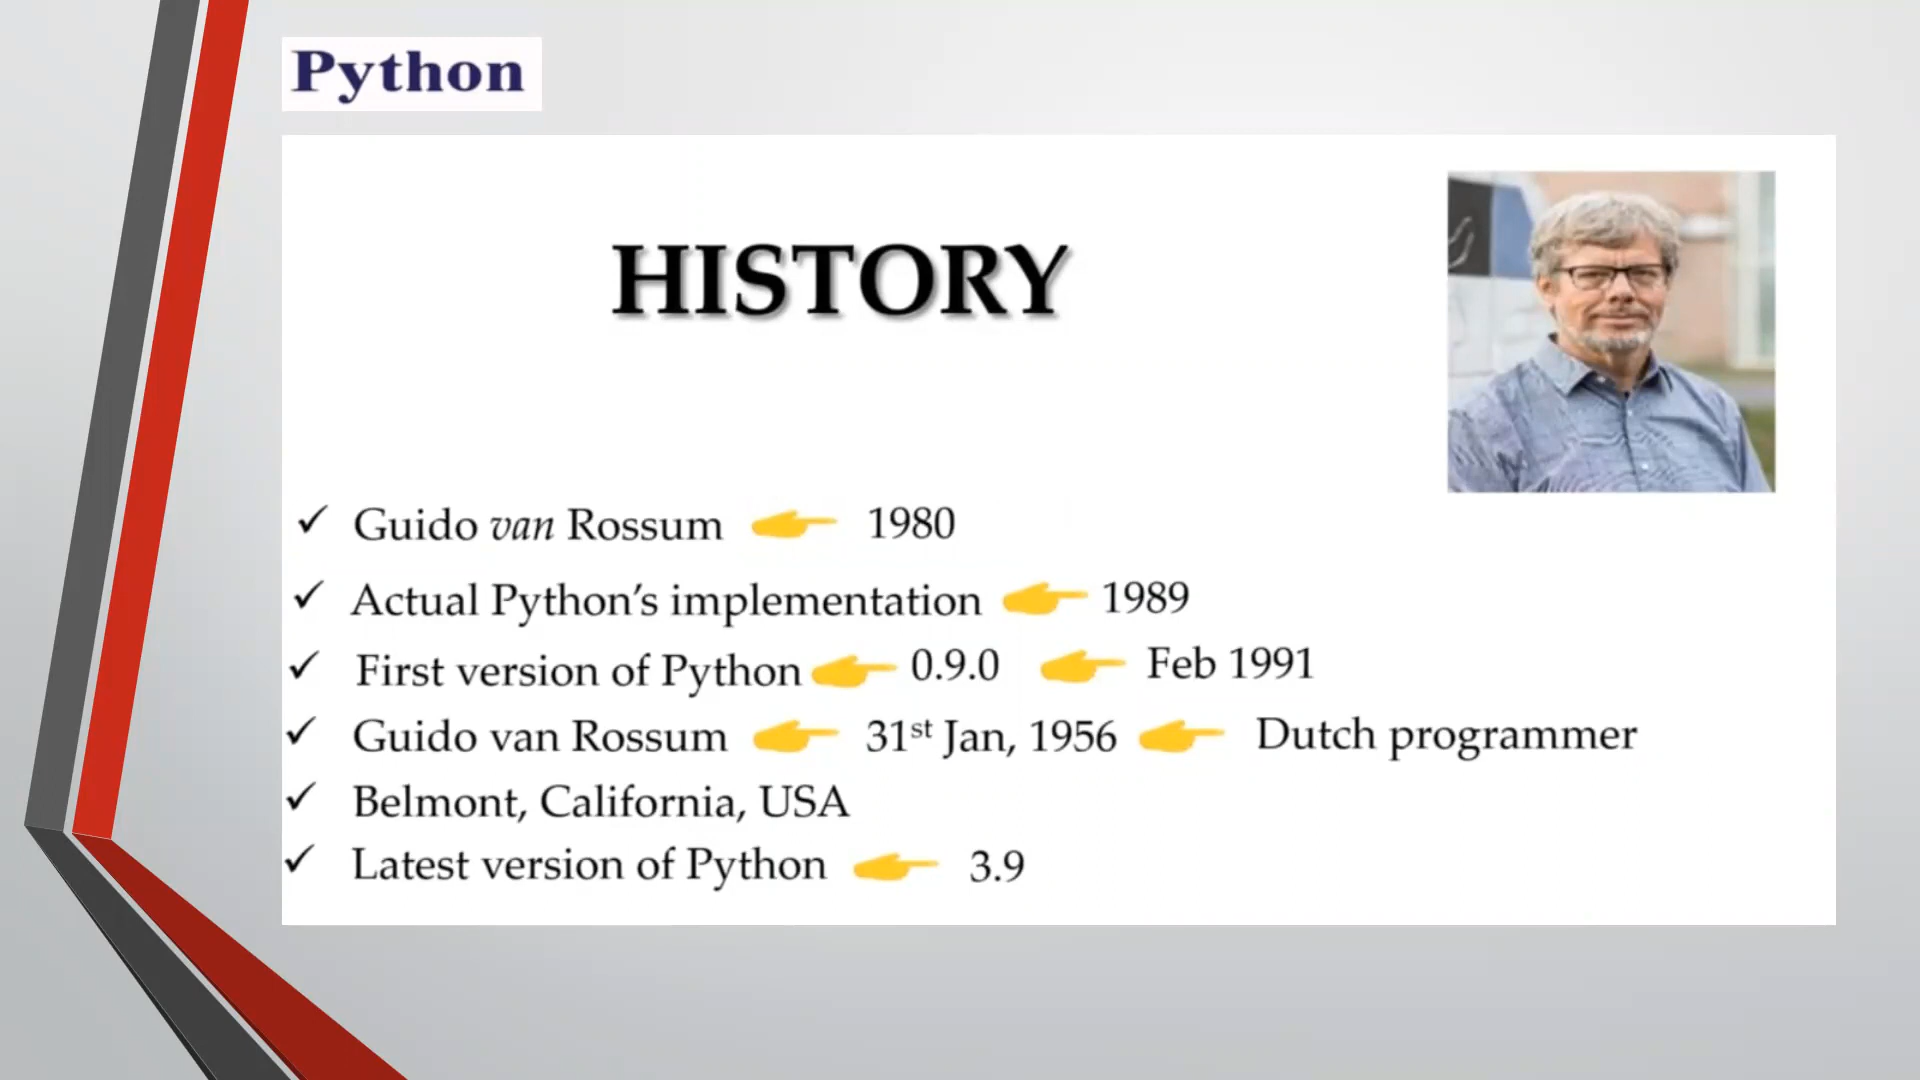 Python
HISTORY
✓ Guido van Rossum 👉 1980
✓ Actual Python’s implementation 👉 1989
✓ First version of Python 👉 0.9.0 👉 Feb 1991
✓ Guido van Rossum 👉 31st Jan, 1956 👉 Dutch programmer
✓ Belmont, California, USA
✓ Latest version of Python 👉 3.9